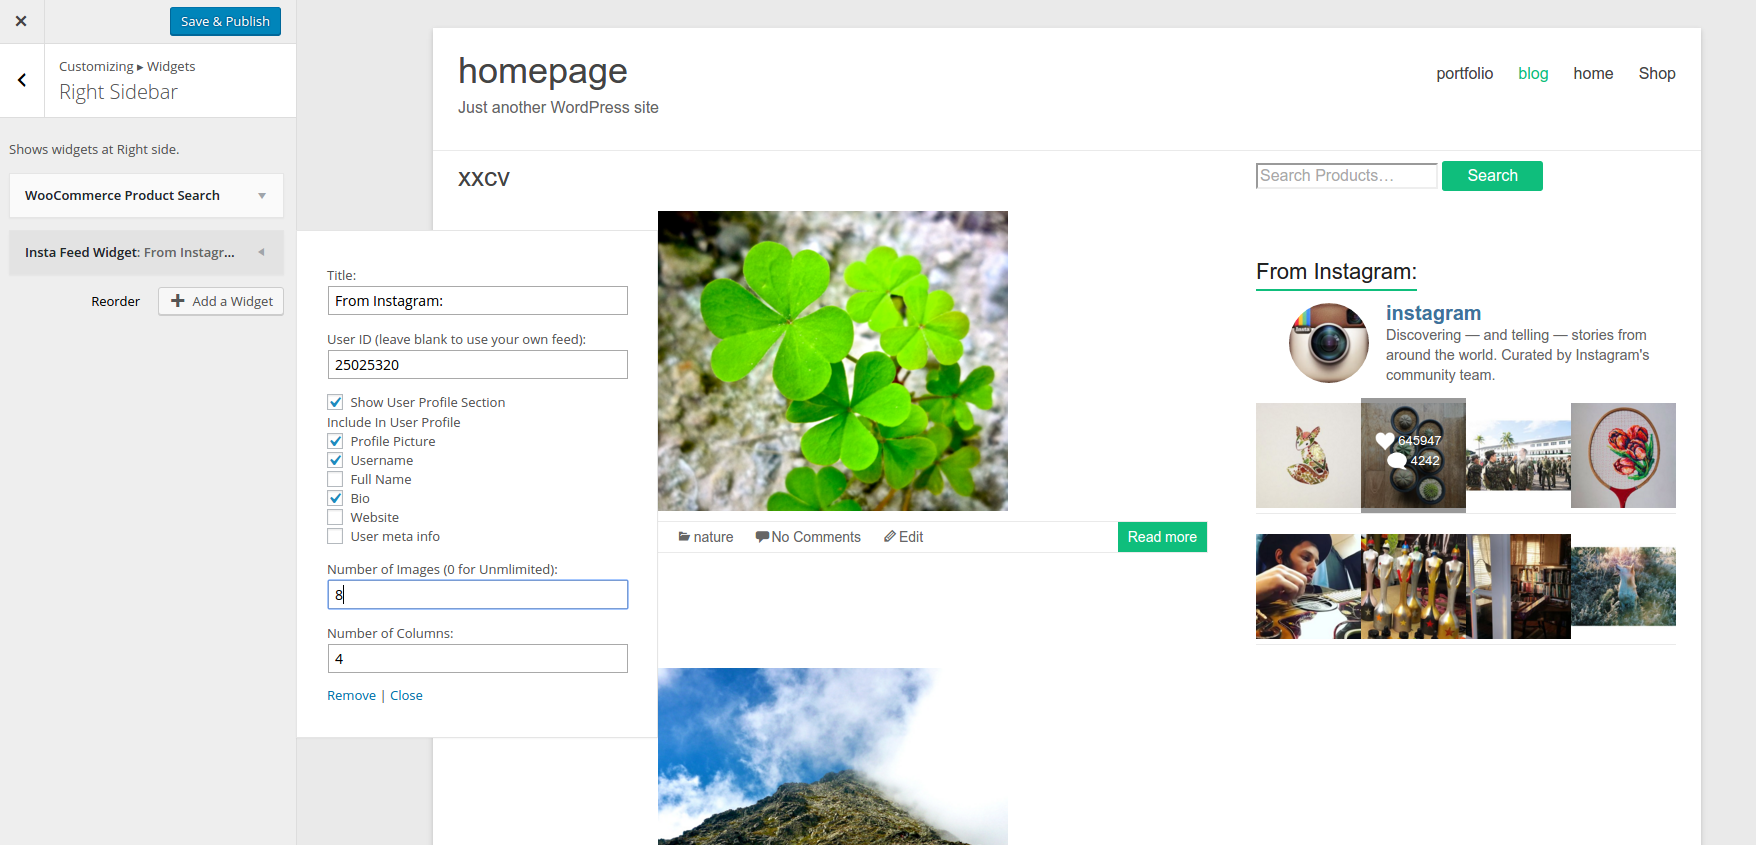 Save & Publish
Customizing ▸ Widgets
Right Sidebar
Shows widgets at Right side.
WooCommerce Product Search
Insta Feed Widget: From Instagr...
Reorder
Add a Widget
Title:
From Instagram:
User ID (leave blank to use your own feed):
25025320
Show User Profile Section
Include In User Profile
Profile Picture
Username
Full Name
Bio
Website
User meta info
Number of Images (0 for Unmlimited):
8
Number of Columns:
4
Remove | Close
homepage
Just another WordPress site
portfolio blog home Shop
xxcv
nature No Comments Edit Read more
Search Products… Search
From Instagram:
Insta
instagram
Discovering — and telling — stories from
around the world. Curated by Instagram's
community team.
645947
4242